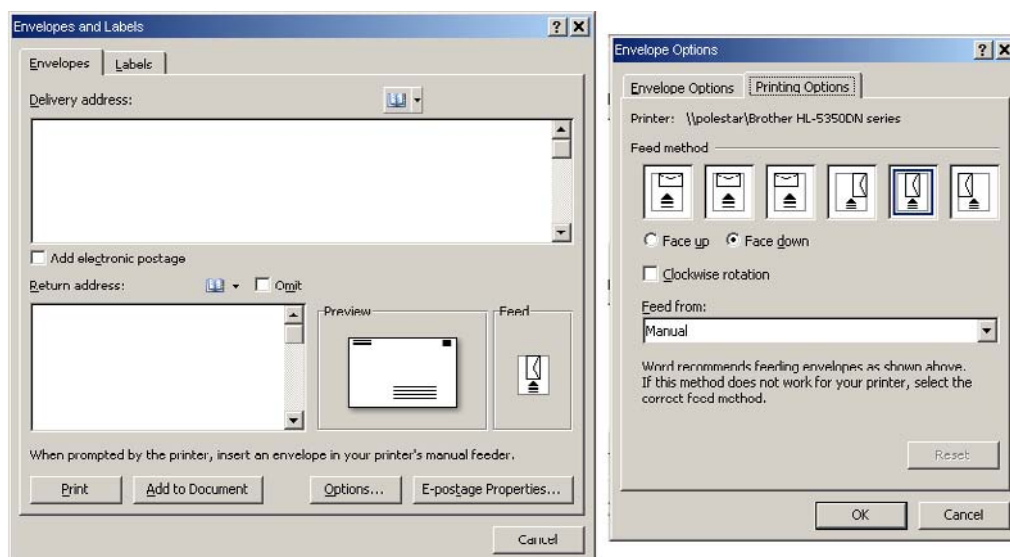 Envelopes and Labels
Envelopes Labels
Delivery address:
Add electronic postage
Return address: Omit
Preview Feed
When prompted by the printer, insert an envelope in your printer's manual feeder.
Print Add to Document Options... E-postage Properties...
Cancel
Envelope Options
Envelope Options Printing Options
Printer: \\polestar\Brother HL-5350DN series
Feed method
Face up Face down
Clockwise rotation
Feed from:
Manual
Word recommends feeding envelopes as shown above.
If this method does not work for your printer, select the
correct feed method.
Reset
OK Cancel